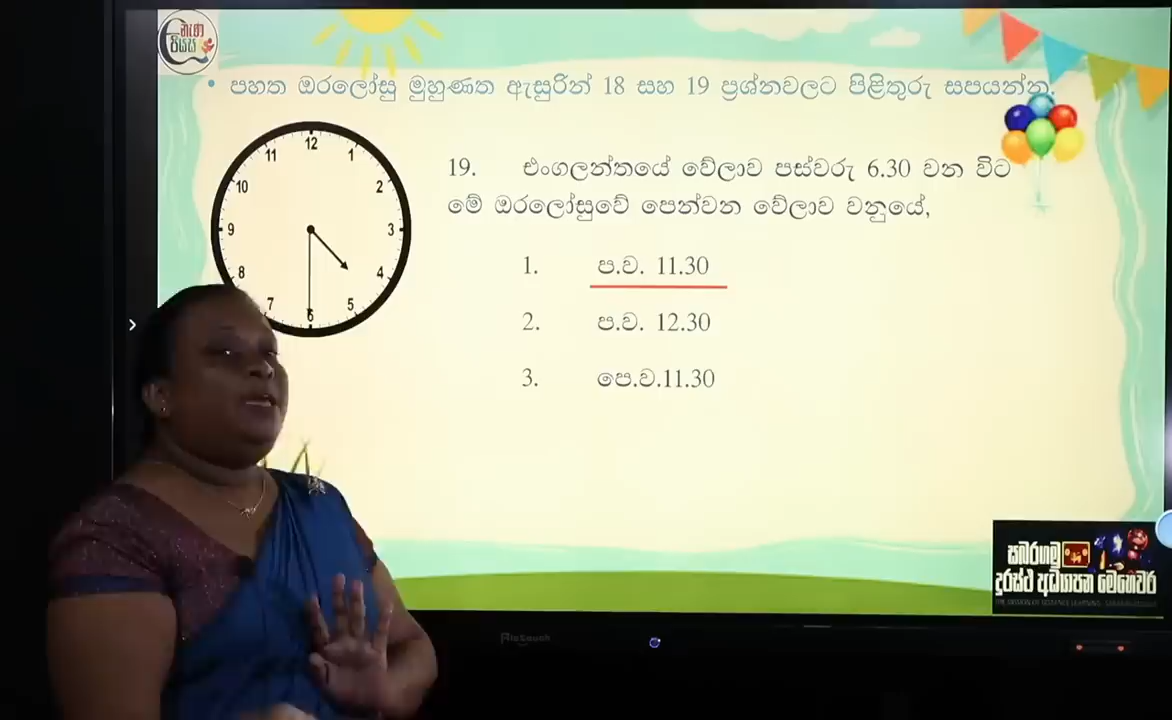 නැණ
පියස
• පහත ඔරලෝසු මුහුණත ඇසුරින් 18 සහ 19 ප්‍රශ්නවලට පිළිතුරු සපයන්න.
12
11 1
10 2
9 3
8 4
7 5
6
19. එංගලන්තයේ වේලාව පස්වරු 6.30 වන විට
මේ ඔරලෝසුවේ පෙන්වන වේලාව වනුයේ,
1. ප.ව. 11.30
2. ප.ව. 12.30
3. පෙ.ව.11.30
සබරගමු
දුරස්ථ අධ්‍යාපන මෙහෙවර